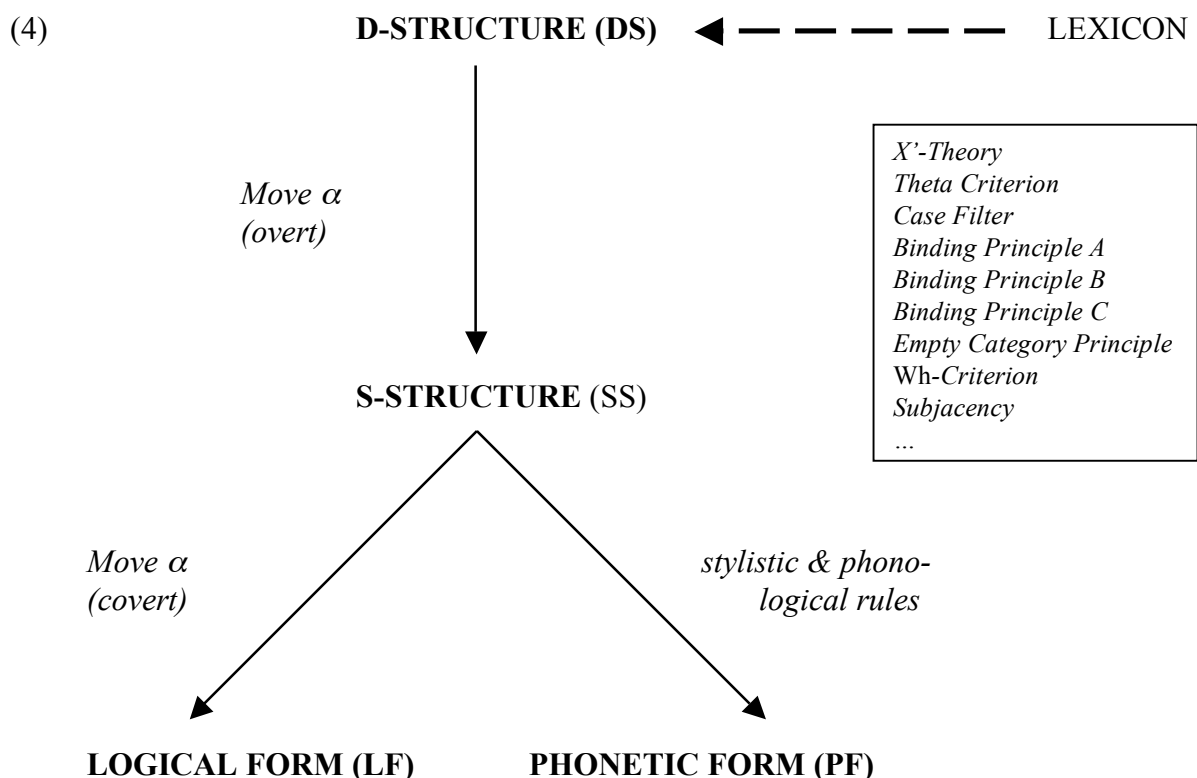 (4) D-STRUCTURE (DS) LEXICON
X’-Theory
Theta Criterion
Case Filter
Binding Principle A
Binding Principle B
Binding Principle C
Empty Category Principle
Wh-Criterion
Subjacency
…
Move α
(overt)
S-STRUCTURE (SS)
Move α
(covert)
stylistic & phono-
logical rules
LOGICAL FORM (LF) PHONETIC FORM (PF)